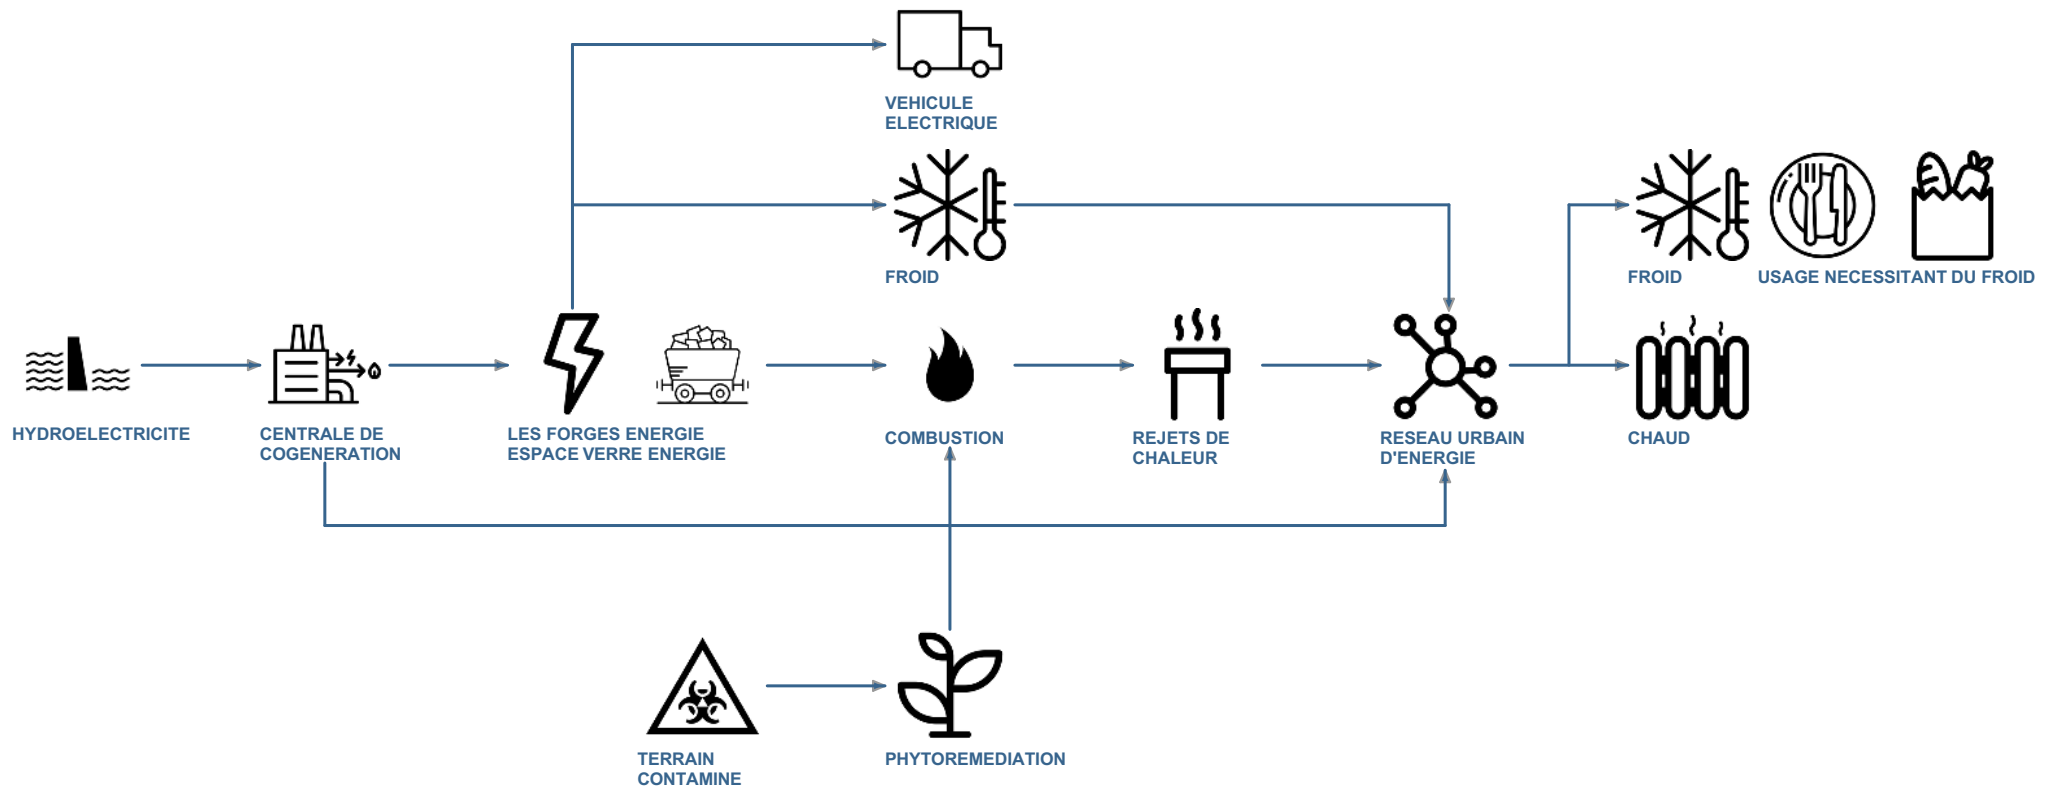 VEHICULE
ELECTRIQUE
FROID
FROID
USAGE NECESSITANT DU FROID
HYDROELECTRICITE
CENTRALE DE
COGENERATION
LES FORGES ENERGIE
ESPACE VERRE ENERGIE
COMBUSTION
REJETS DE
CHALEUR
RESEAU URBAIN
D'ENERGIE
CHAUD
TERRAIN
CONTAMINE
PHYTOREMEDIATION